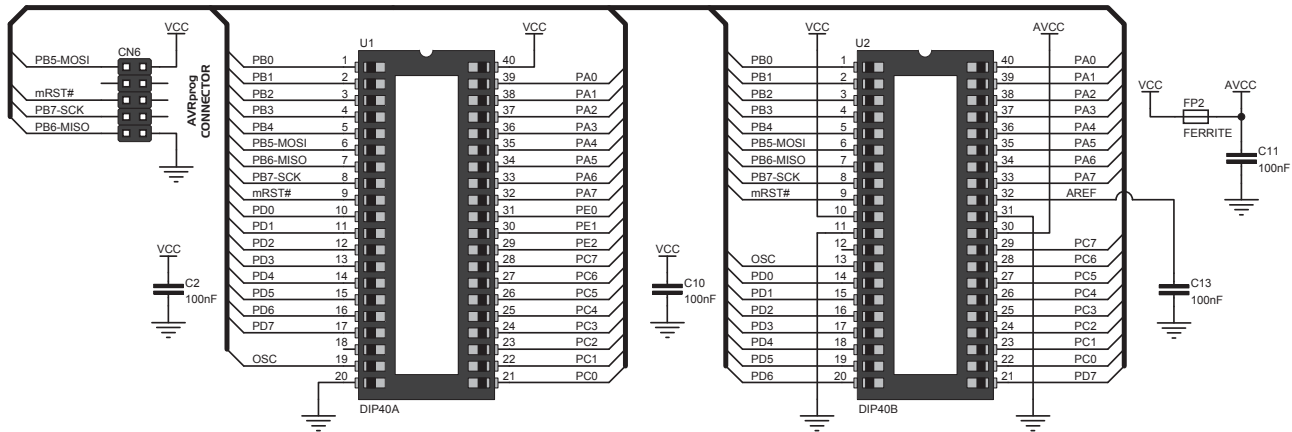 VCC
CN6
PB5-MOSI
mRST#
PB7-SCK
PB6-MISO
AVRprog
CONNECTOR
VCC
C2
100nF
U1
VCC
PB0 1
PB1 2
PB2 3
PB3 4
PB4 5
PB5-MOSI 6
PB6-MISO 7
PB7-SCK 8
mRST# 9
PD0 10
PD1 11
PD2 12
PD3 13
PD4 14
PD5 15
PD6 16
PD7 17
18
OSC 19
20
40
39 PA0
38 PA1
37 PA2
36 PA3
35 PA4
34 PA5
33 PA6
32 PA7
31 PE0
30 PE1
29 PE2
28 PC7
27 PC6
26 PC5
25 PC4
24 PC3
23 PC2
22 PC1
21 PC0
DIP40A
VCC
C10
100nF
VCC
U2
AVCC
PB0 1
PB1 2
PB2 3
PB3 4
PB4 5
PB5-MOSI 6
PB6-MISO 7
PB7-SCK 8
mRST# 9
10
11
12
OSC 13
PD0 14
PD1 15
PD2 16
PD3 17
PD4 18
PD5 19
PD6 20
40 PA0
39 PA1
38 PA2
37 PA3
36 PA4
35 PA5
34 PA6
33 PA7
32 AREF
31
30
29 PC7
28 PC6
27 PC5
26 PC4
25 PC3
24 PC2
23 PC1
22 PC0
21 PD7
DIP40B
VCC
AVCC
FP2
FERRITE
C11
100nF
C13
100nF